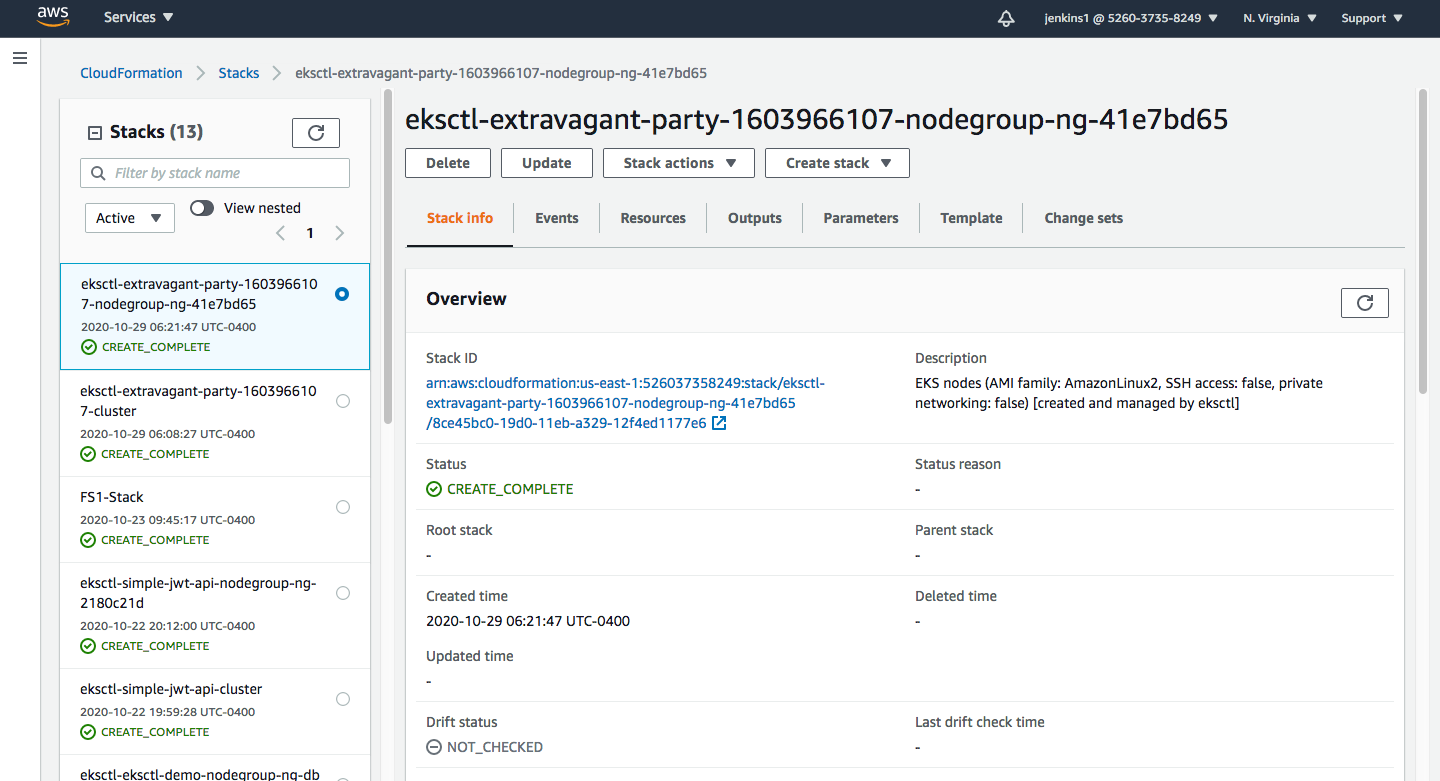 aws
Services
jenkins1 @ 5260-3735-8249
N. Virginia
Support
CloudFormation
Stacks
eksctl-extravagant-party-1603966107-nodegroup-ng-41e7bd65
Stacks (13)
Filter by stack name
Active
View nested
1
eksctl-extravagant-party-160396610
7-nodegroup-ng-41e7bd65
2020-10-29 06:21:47 UTC-0400
CREATE_COMPLETE
eksctl-extravagant-party-160396610
7-cluster
2020-10-29 06:08:27 UTC-0400
CREATE_COMPLETE
FS1-Stack
2020-10-23 09:45:17 UTC-0400
CREATE_COMPLETE
eksctl-simple-jwt-api-nodegroup-ng-
2180c21d
2020-10-22 20:12:00 UTC-0400
CREATE_COMPLETE
eksctl-simple-jwt-api-cluster
2020-10-22 19:59:28 UTC-0400
CREATE_COMPLETE
eksctl-eksctl-demo-nodegroup-ng-db
eksctl-extravagant-party-1603966107-nodegroup-ng-41e7bd65
Delete
Update
Stack actions
Create stack
Stack info
Events
Resources
Outputs
Parameters
Template
Change sets
Overview
Stack ID
arn:aws:cloudformation:us-east-1:526037358249:stack/eksctl-
extravagant-party-1603966107-nodegroup-ng-41e7bd65
/8ce45bc0-19d0-11eb-a329-12f4ed1177e6
Description
EKS nodes (AMI family: AmazonLinux2, SSH access: false, private
networking: false) [created and managed by eksctl]
Status
CREATE_COMPLETE
Status reason
-
Root stack
-
Parent stack
-
Created time
2020-10-29 06:21:47 UTC-0400
Deleted time
-
Updated time
-
Drift status
NOT_CHECKED
Last drift check time
-